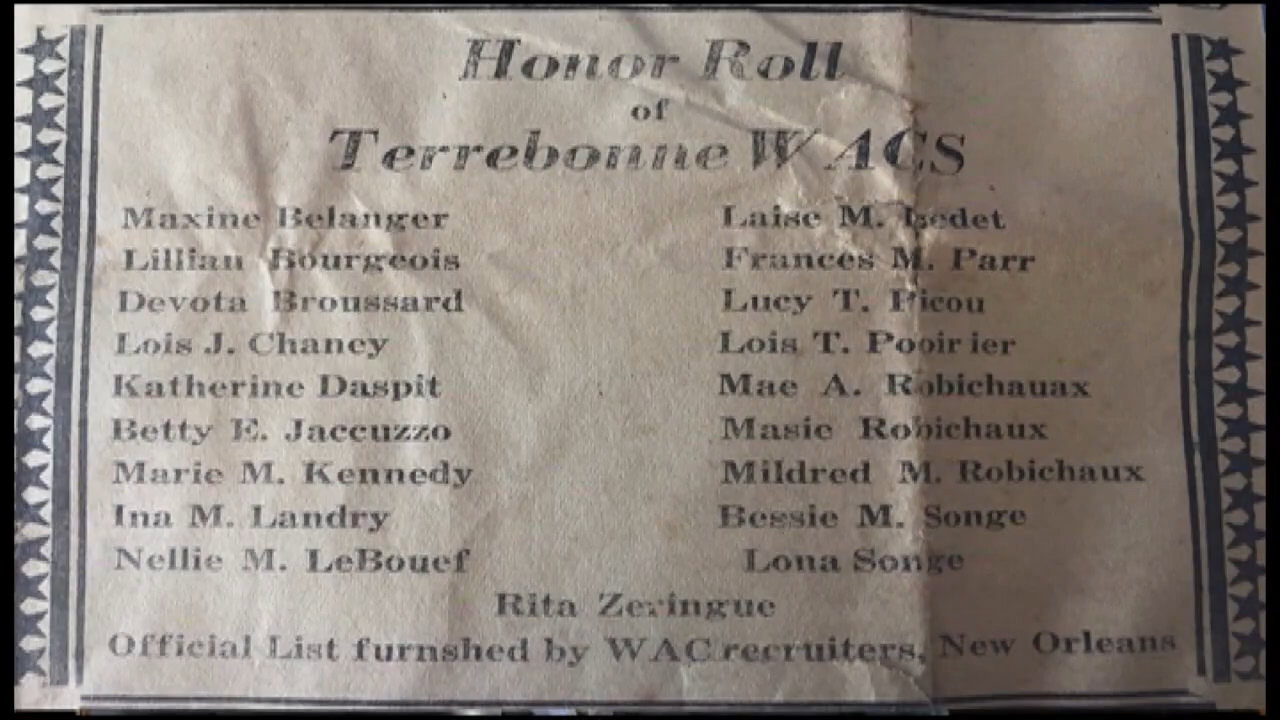 Honor Roll
of
Terrebonne WACS
Maxine Belanger
Lillian Bourgeois
Devota Broussard
Lois J. Chaney
Katherine Daspit
Betty E. Jaccuzzo
Marie M. Kennedy
Ina M. Landry
Nellie M. LeBouef
Laise M. Ledet
Frances M. Parr
Lucy T. Picou
Lois T. Pooirier
Mae A. Robichauax
Masie Robichaux
Mildred M. Robichaux
Bessie M. Songe
Lona Songe
Rita Zeringue
Official List furnshed by WAC recruiters, New Orleans